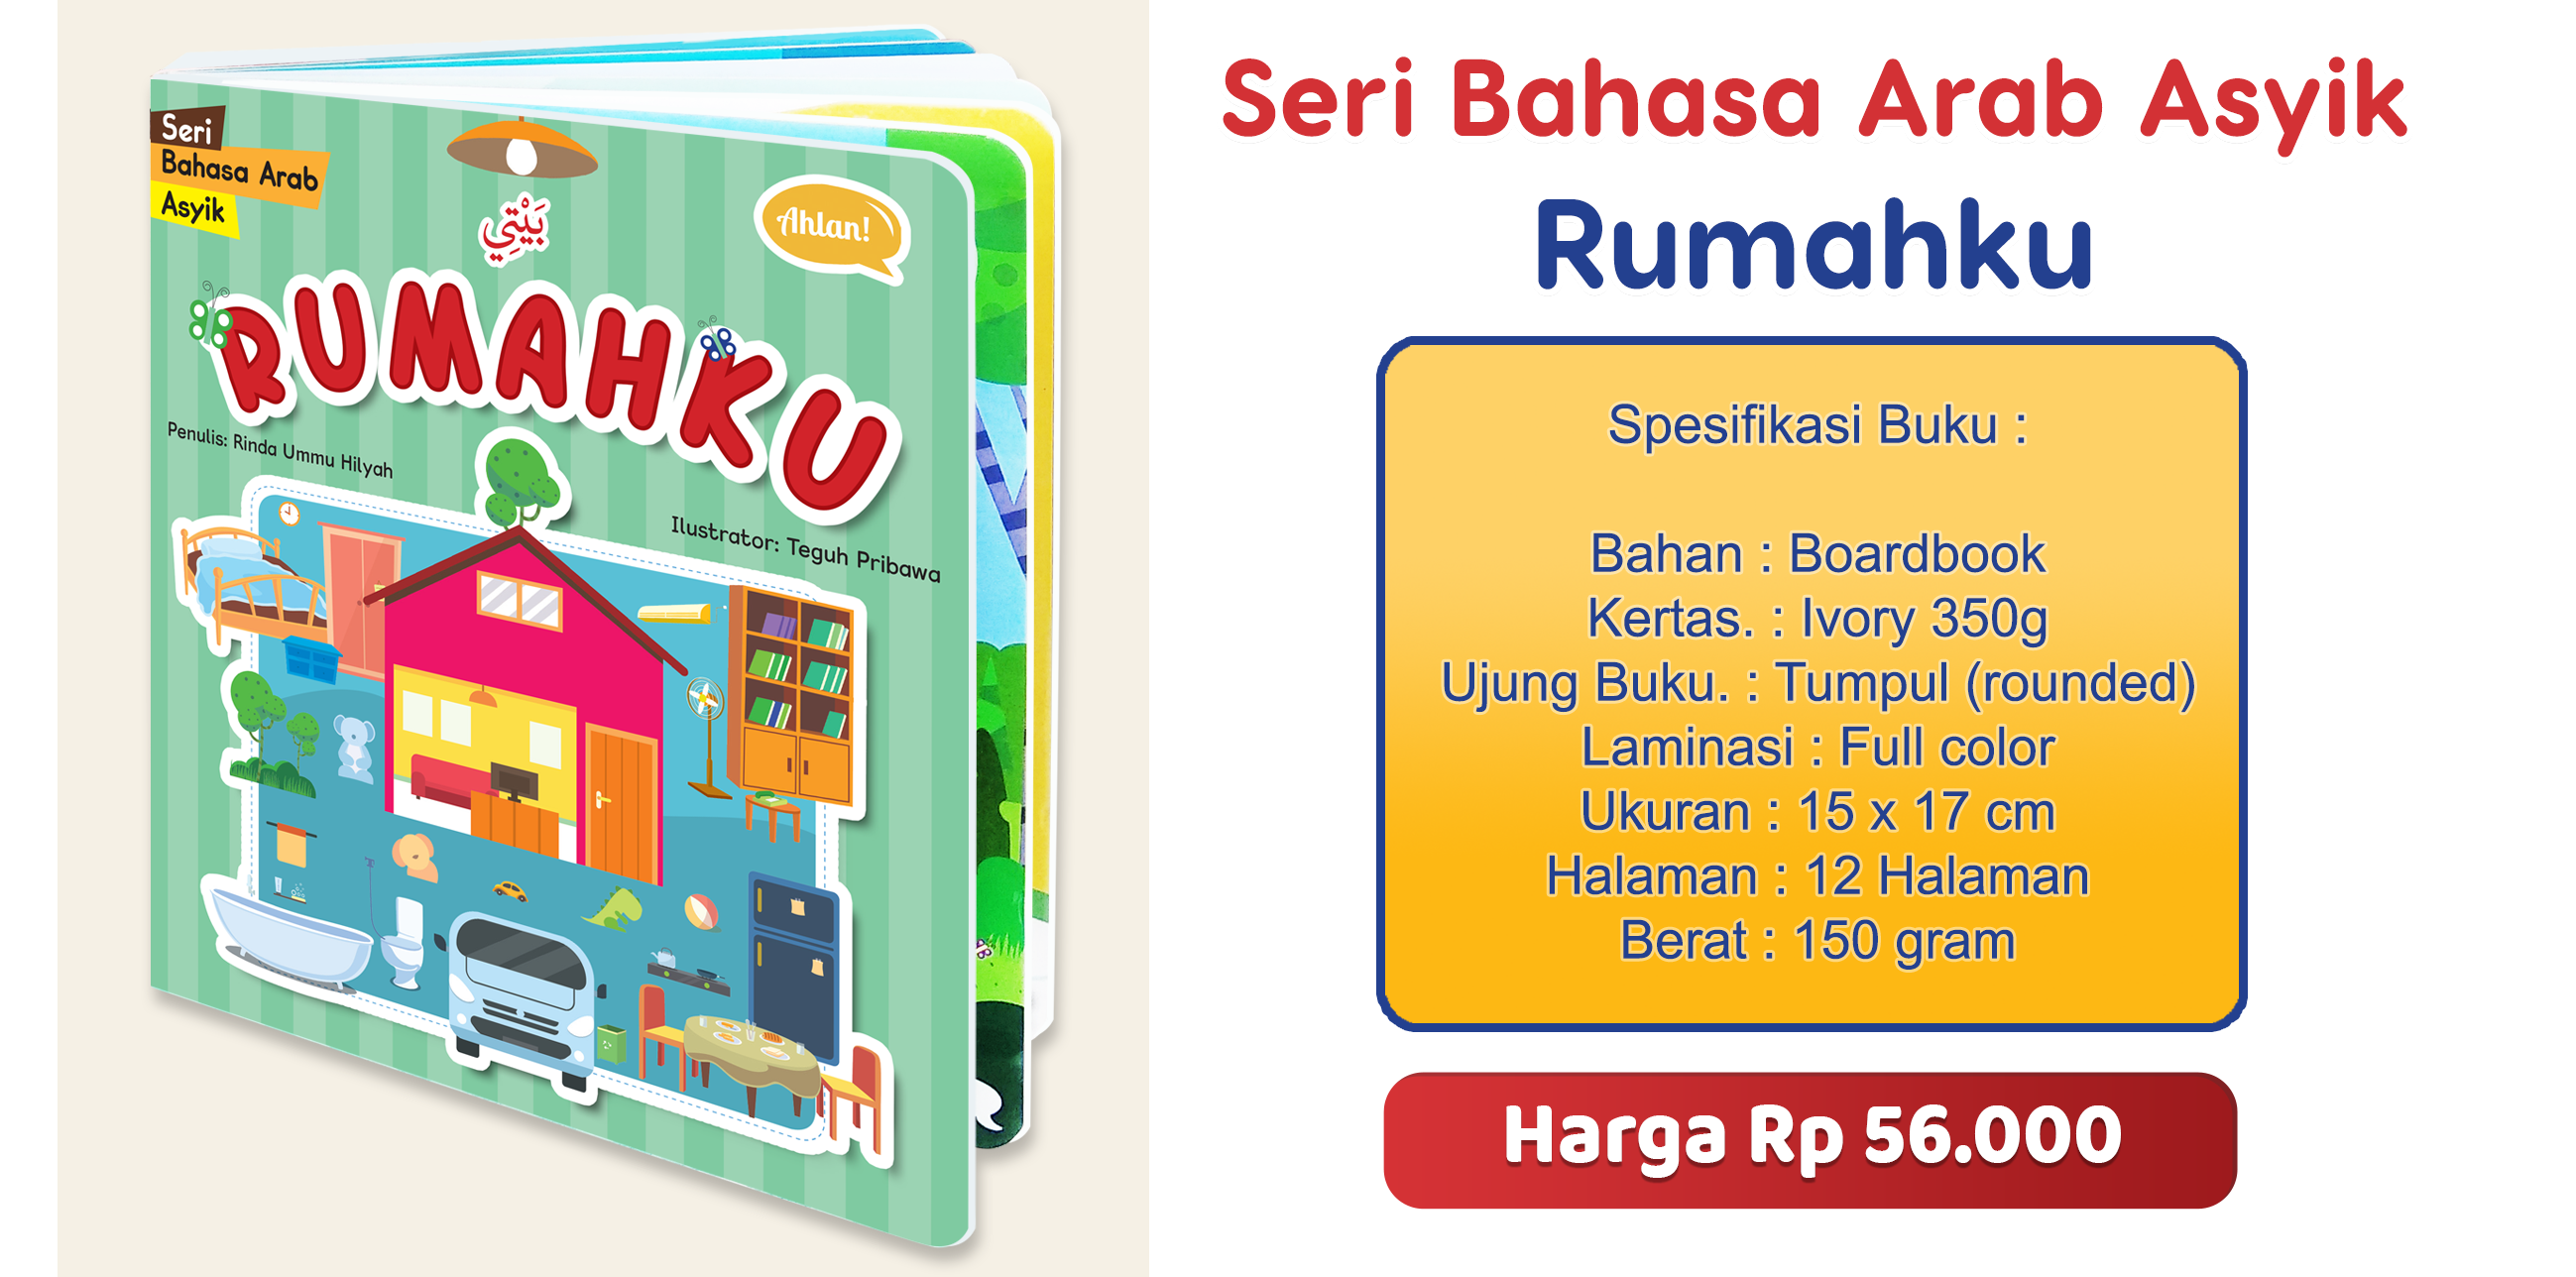 Seri
Bahasa Arab
Asyik
بَيْتِي
Ahlan!
RUMAHKU
Penulis: Rinda Ummu Hilyah
Ilustrator: Teguh Pribawa
Seri Bahasa Arab Asyik
Rumahku
Spesifikasi Buku :
Bahan : Boardbook
Kertas. : Ivory 350g
Ujung Buku. : Tumpul (rounded)
Laminasi : Full color
Ukuran : 15 x 17 cm
Halaman : 12 Halaman
Berat : 150 gram
Harga Rp 56.000